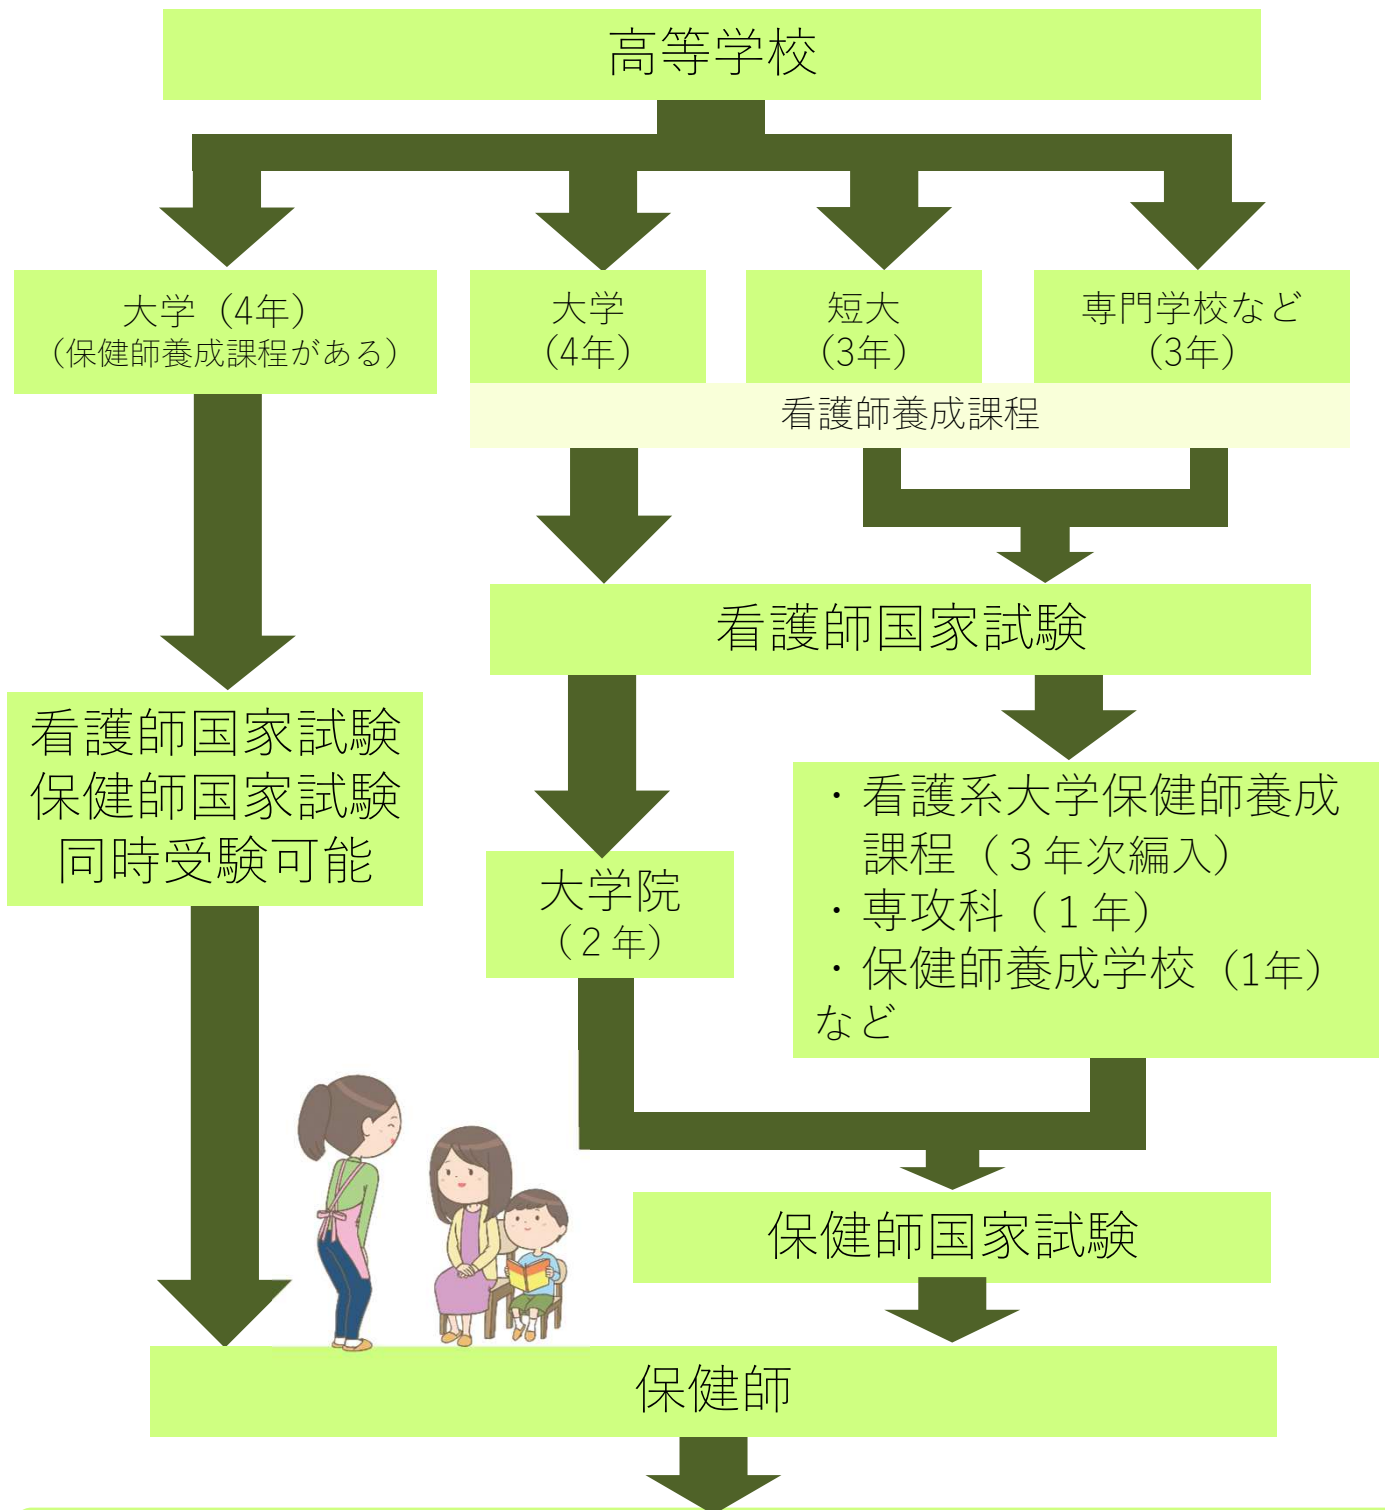 高等学校
大学（4年）
（保健師養成課程がある）
大学
（4年）
短大
（3年）
専門学校など
（3年）
看護師養成課程
看護師国家試験
看護師国家試験
保健師国家試験
同時受験可能
大学院
（２年）
・看護系大学保健師養成
課程（３年次編入）
・専攻科（１年）
・保健師養成学校（1年）
など
保健師国家試験
保健師